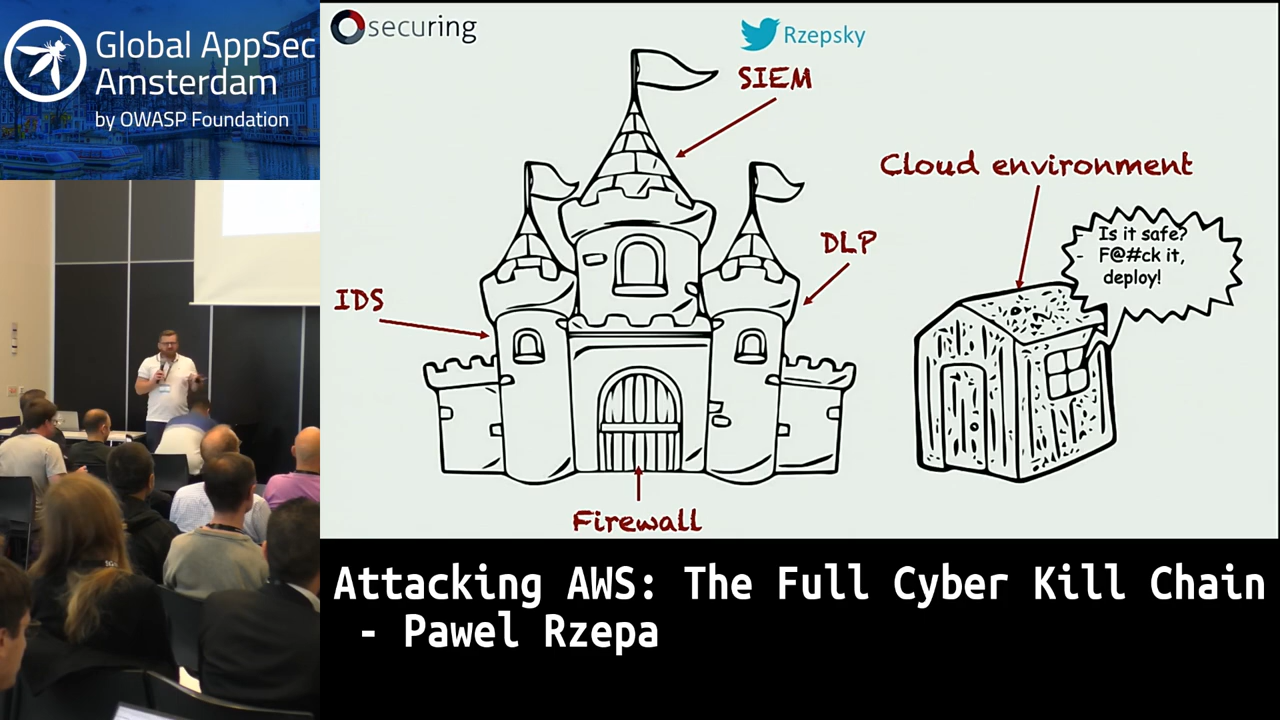 Global AppSec
Amsterdam
by OWASP Foundation
securing
Rzepsky
SIEM
Cloud environment
- Is it safe?
- F@#ck it,
deploy!
DLP
IDS
Firewall
Attacking AWS: The Full Cyber Kill Chain
- Pawel Rzepa